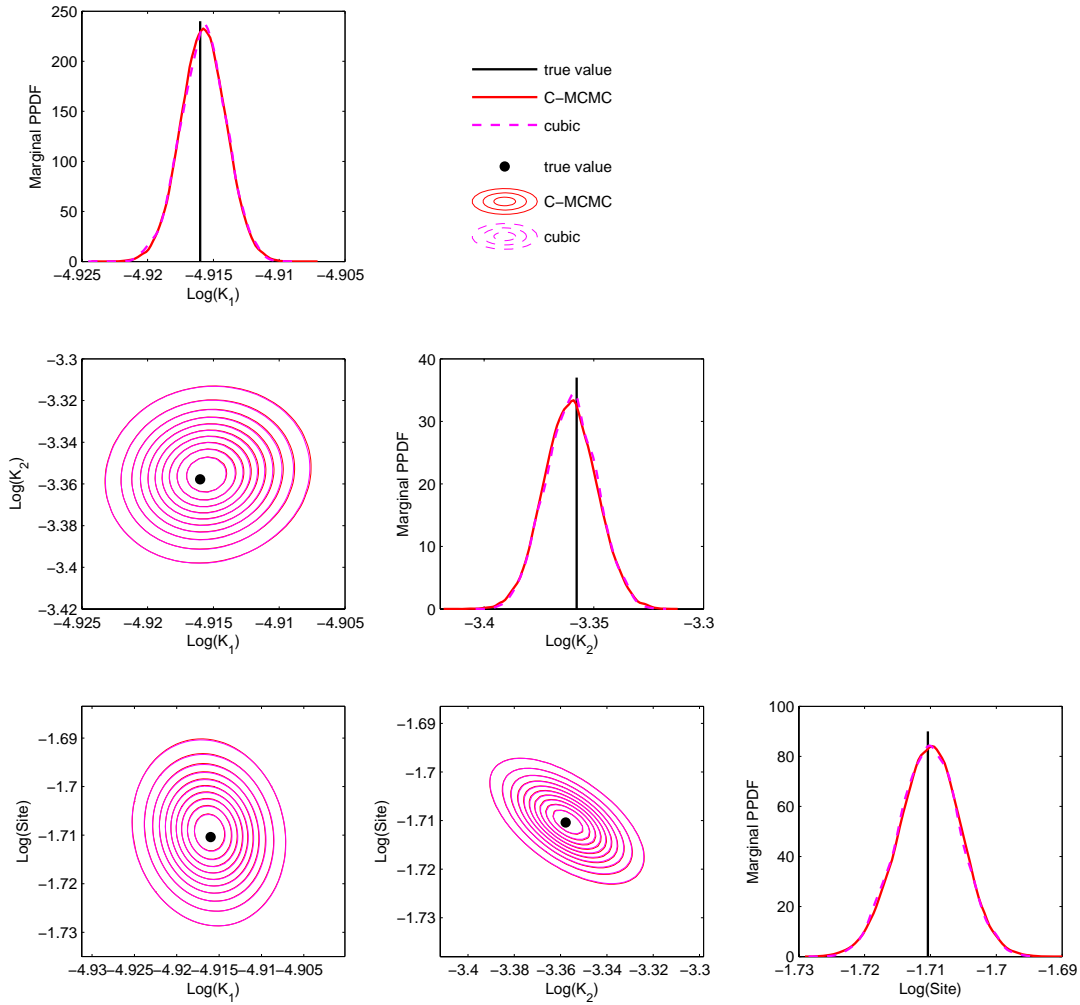 250
200
150
100
50
0
Marginal PPDF
−4.925 −4.92 −4.915 −4.91 −4.905
Log(K1)
true value
C−MCMC
cubic
true value
C−MCMC
cubic
−3.3
−3.32
−3.34
−3.36
−3.38
−3.4
−3.42
Log(K2)
−4.925 −4.92 −4.915 −4.91 −4.905
Log(K1)
40
30
20
10
0
Marginal PPDF
−3.4 −3.35 −3.3
Log(K2)
−1.69
−1.7
−1.71
−1.72
−1.73
Log(Site)
−4.93 −4.925 −4.92 −4.915 −4.91 −4.905
Log(K1)
−1.69
−1.7
−1.71
−1.72
−1.73
Log(Site)
−3.4 −3.38 −3.36 −3.34 −3.32 −3.3
Log(K2)
100
80
60
40
20
0
Marginal PPDF
−1.73 −1.72 −1.71 −1.7 −1.69
Log(Site)